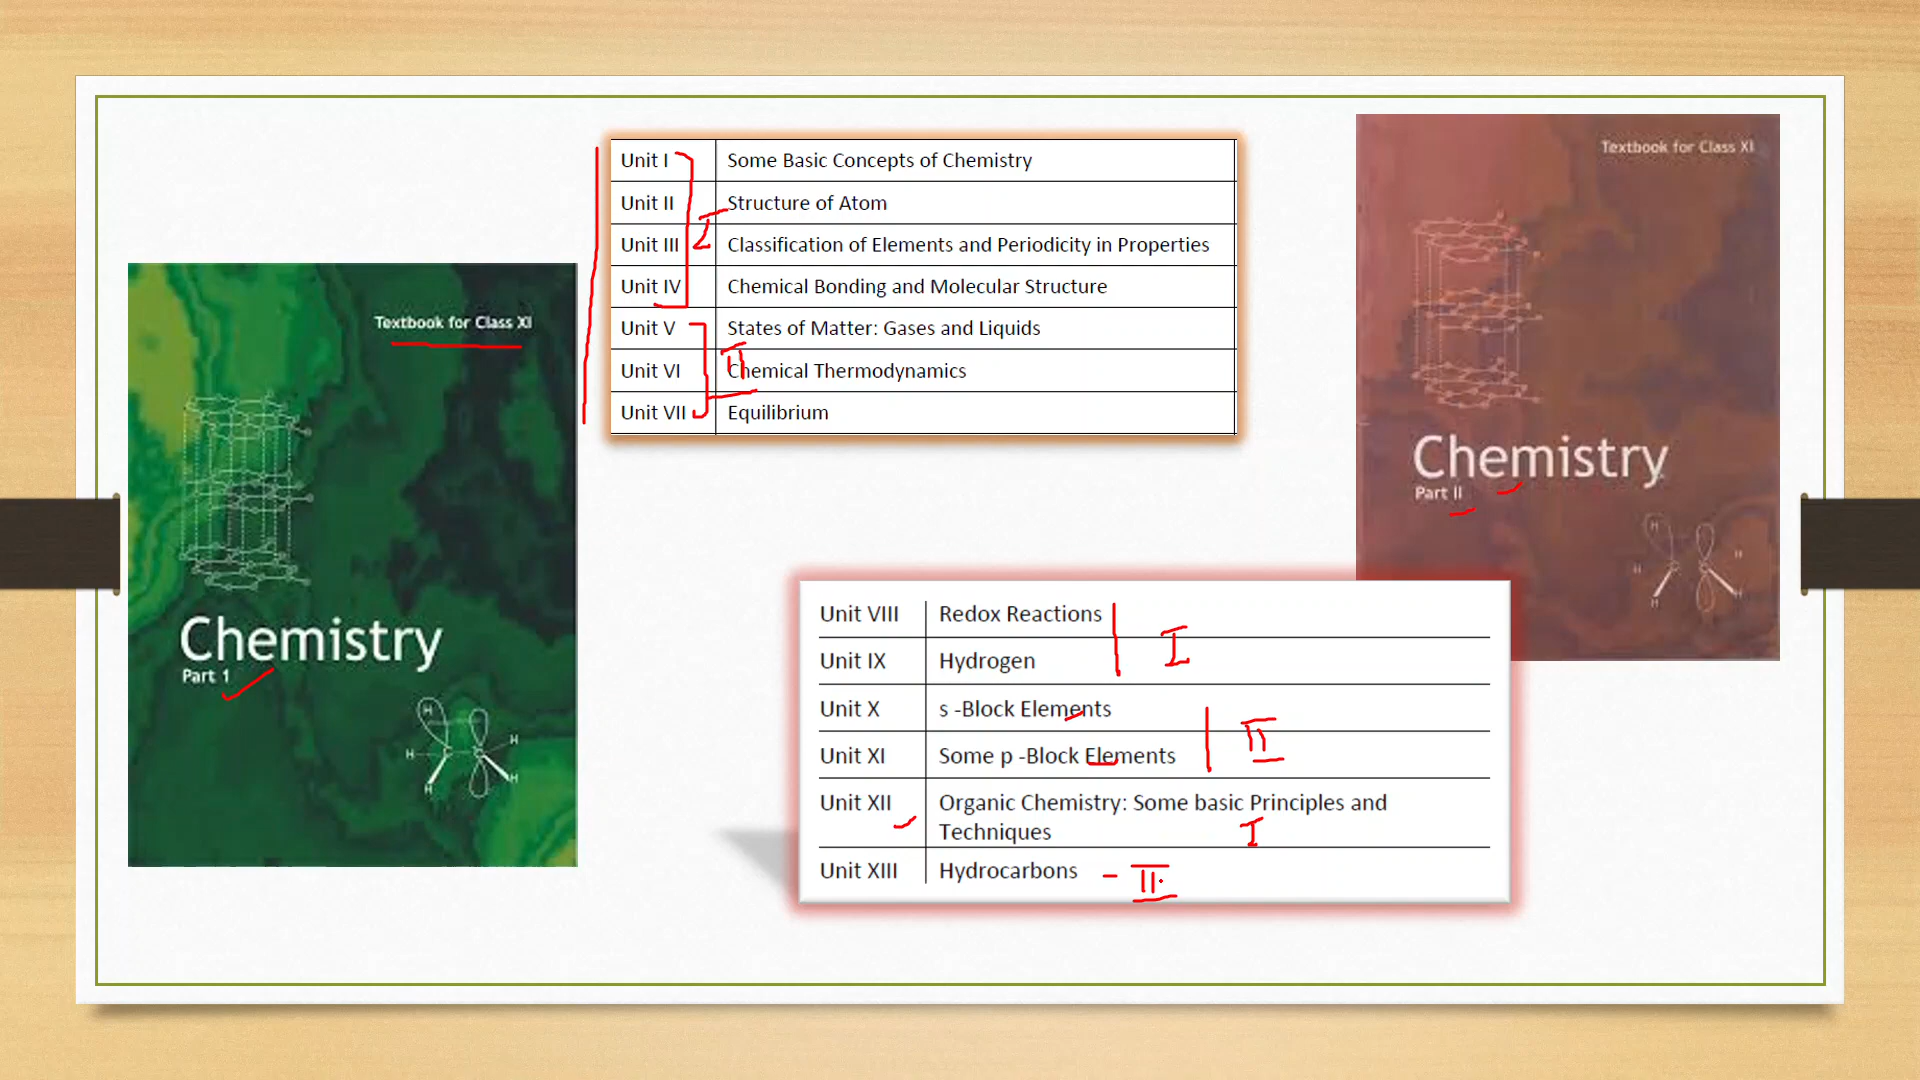 Textbook for Class XI
Chemistry
Part 1
Unit I Some Basic Concepts of Chemistry
Unit II Structure of Atom
I
Unit III Classification of Elements and Periodicity in Properties
Unit IV Chemical Bonding and Molecular Structure
Unit V States of Matter: Gases and Liquids
II
Unit VI Chemical Thermodynamics
Unit VII Equilibrium
Textbook for Class XI
Chemistry
Part II
Unit VIII Redox Reactions
I
Unit IX Hydrogen
Unit X s -Block Elements
II
Unit XI Some p -Block Elements
Unit XII Organic Chemistry: Some basic Principles and
Techniques I
Unit XIII Hydrocarbons - II